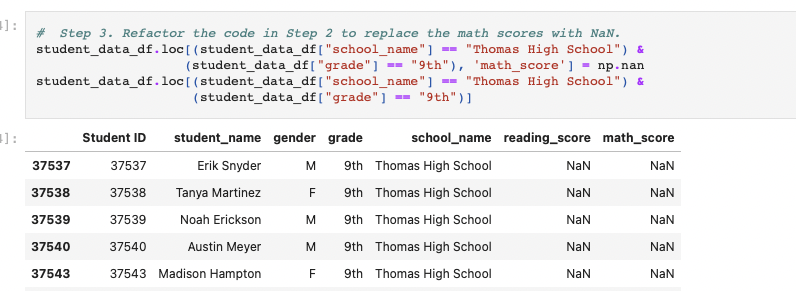 ]:
# Step 3. Refactor the code in Step 2 to replace the math scores with NaN.
student_data_df.loc[(student_data_df["school_name"] == "Thomas High School") &
(student_data_df["grade"] == "9th"), 'math_score'] = np.nan
student_data_df.loc[(student_data_df["school_name"] == "Thomas High School") &
(student_data_df["grade"] == "9th")]
]:
Student ID student_name gender grade school_name reading_score math_score
37537 37537 Erik Snyder M 9th Thomas High School NaN NaN
37538 37538 Tanya Martinez F 9th Thomas High School NaN NaN
37539 37539 Noah Erickson M 9th Thomas High School NaN NaN
37540 37540 Austin Meyer M 9th Thomas High School NaN NaN
37543 37543 Madison Hampton F 9th Thomas High School NaN NaN